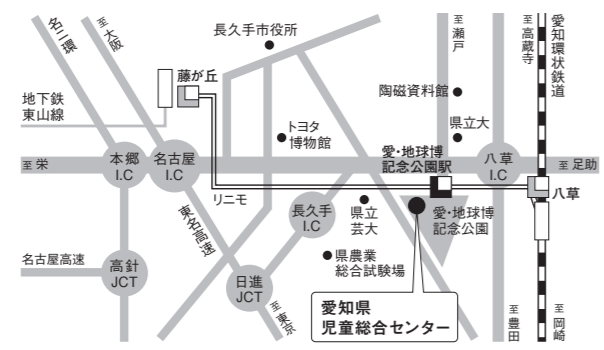 名二環
至大阪
長久手市役所
至瀬戸
至高蔵寺
愛知環状鉄道
藤が丘
地下鉄
東山線
陶磁資料館
県立大
トヨタ
博物館
愛・地球博
記念公園駅
至栄
本郷
I.C
名古屋
I.C
八草
I.C
至足助
リニモ
八草
東名高速
長久手
I.C
県立
芸大
愛・地球博
記念公園
名古屋高速
高針
JCT
日進
JCT
県農業
総合試験場
至東京
愛知県
児童総合センター
至豊田
至岡崎